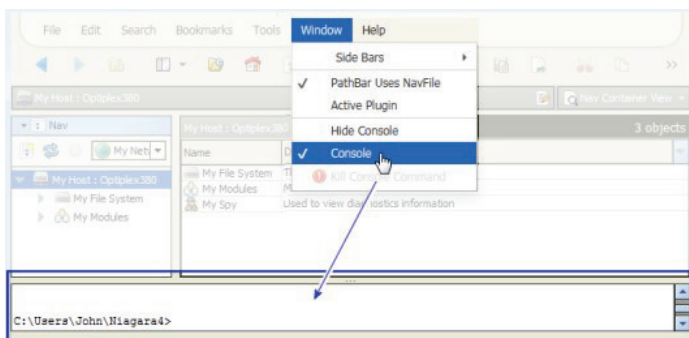 File Edit Search Bookmarks Tools Window Help
Side Bars
PathBar Uses NavFile
Active Plugin
Hide Console
Console
Kill Console Command
My Host : Optiplex380
Nav Container View
Nav
My Host : Optiplex380
3 objects
My Net
Name
My Host : Optiplex380
My File System
My Modules
My File System
My Modules
My Spy
Used to view diagnostics information
C:\Users\John\Niagara4>